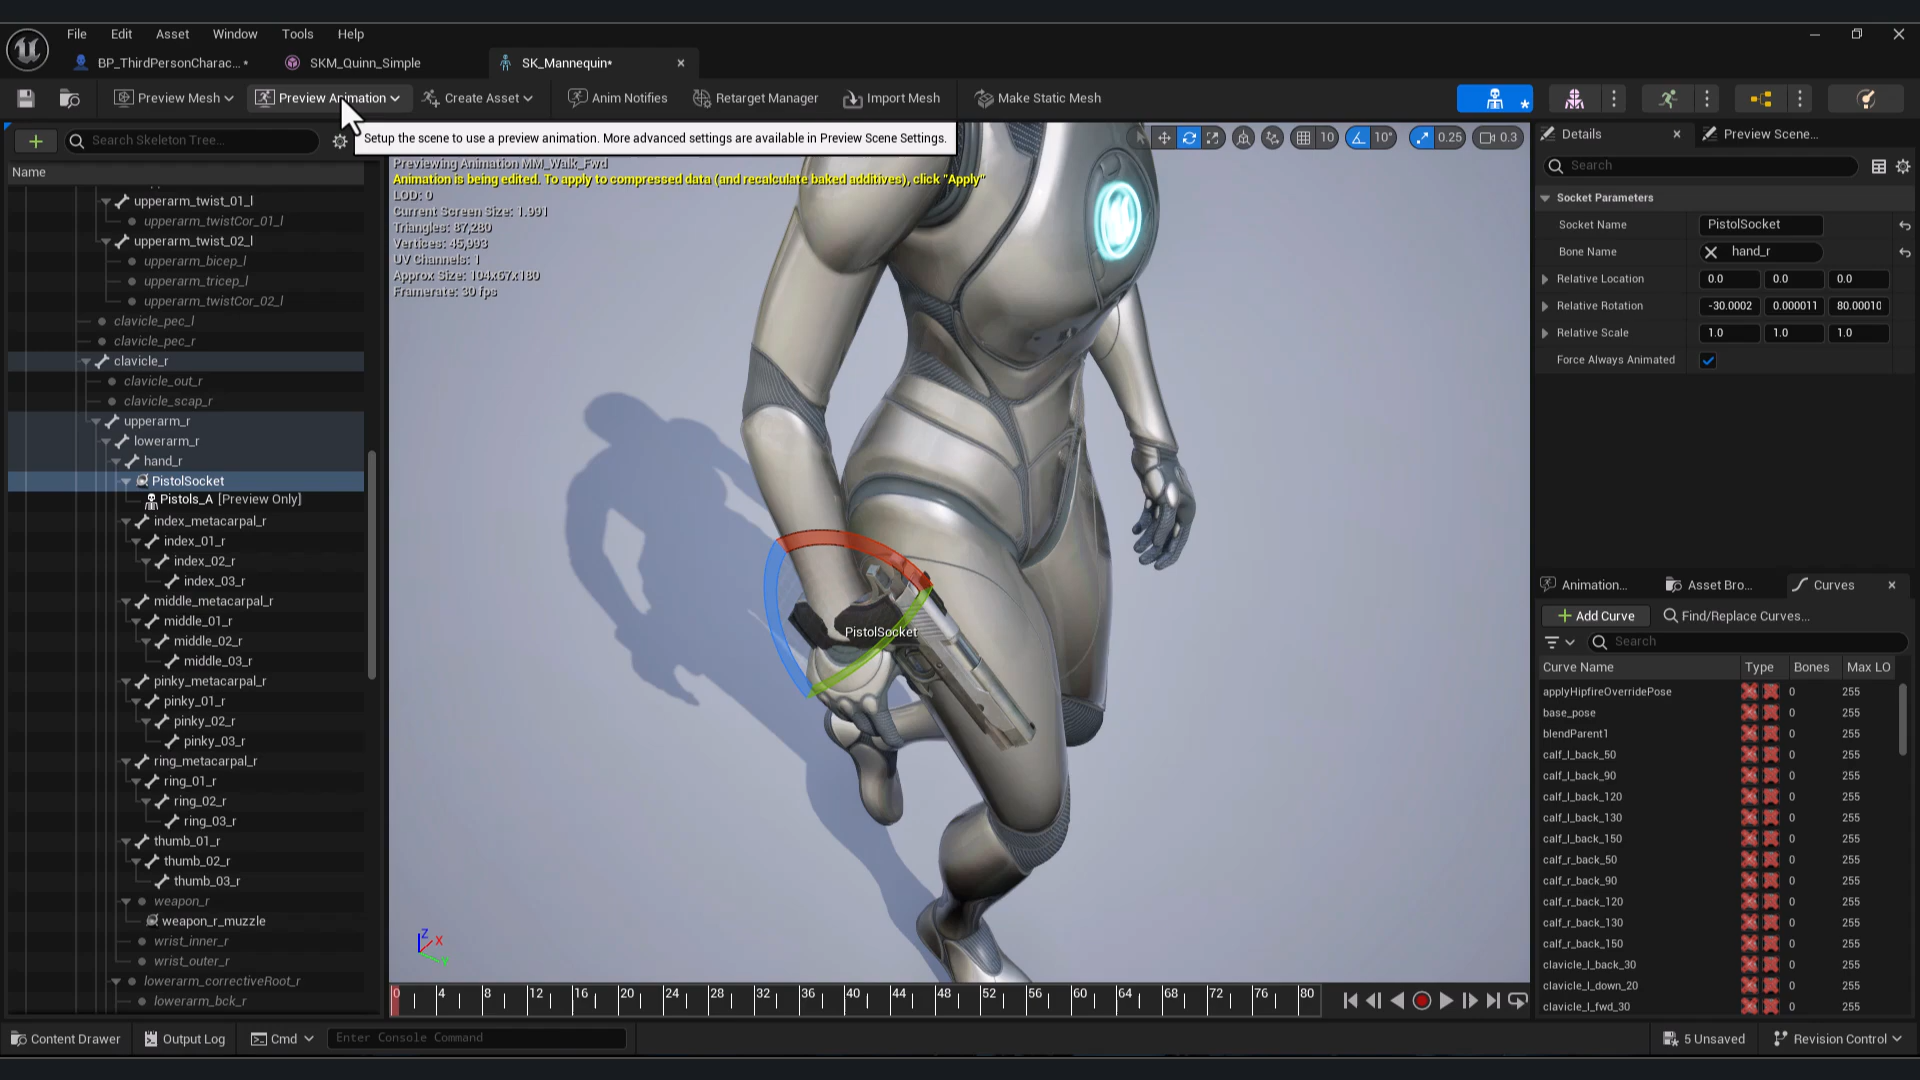 File Edit Asset Window Tools Help
BP_ThirdPersonCharac...* SKM_Quinn_Simple SK_Mannequin*
Preview Mesh Preview Animation Create Asset Anim Notifies Retarget Manager Import Mesh Make Static Mesh
Search Skeleton Tree...
Setup the scene to use a preview animation. More advanced settings are available in Preview Scene Settings.
10 10° 0.25 0.3
Name
Previewing Animation MM_Walk_Fwd
Animation is being edited. To apply to compressed data (and recalculate baked additives), click "Apply"
LOD: 0
Current Screen Size: 1.991
Triangles: 87,280
Vertices: 45,993
UV Channels: 1
Approx Size: 104x67x180
Framerate: 30 fps
upperarm_twist_01_l
upperarm_twistCor_01_l
upperarm_twist_02_l
upperarm_bicep_l
upperarm_tricep_l
upperarm_twistCor_02_l
clavicle_pec_l
clavicle_pec_r
clavicle_r
clavicle_out_r
clavicle_scap_r
upperarm_r
lowerarm_r
hand_r
PistolSocket
Pistols_A [Preview Only]
index_metacarpal_r
index_01_r
index_02_r
index_03_r
middle_metacarpal_r
middle_01_r
middle_02_r
middle_03_r
pinky_metacarpal_r
pinky_01_r
pinky_02_r
pinky_03_r
ring_metacarpal_r
ring_01_r
ring_02_r
ring_03_r
thumb_01_r
thumb_02_r
thumb_03_r
weapon_r
weapon_r_muzzle
wrist_inner_r
wrist_outer_r
lowerarm_correctiveRoot_r
lowerarm_bck_r
PistolSocket
Z X Y
0 4 8 12 16 20 24 28 32 36 40 44 48 52 56 60 64 68 72 76 80
Details Preview Scene...
Search
Socket Parameters
Socket Name PistolSocket
Bone Name hand_r
Relative Location 0.0 0.0 0.0
Relative Rotation -30.0002 0.000011 80.00010
Relative Scale 1.0 1.0 1.0
Force Always Animated
Animation... Asset Bro... Curves
Add Curve Find/Replace Curves...
Search
Curve Name Type Bones Max LO
applyHipfireOverridePose 0 255
base_pose 0 255
blendParent1 0 255
calf_l_back_50 0 255
calf_l_back_90 0 255
calf_l_back_120 0 255
calf_l_back_130 0 255
calf_l_back_150 0 255
calf_r_back_50 0 255
calf_r_back_90 0 255
calf_r_back_120 0 255
calf_r_back_130 0 255
calf_r_back_150 0 255
clavicle_l_back_30 0 255
clavicle_l_down_20 0 255
clavicle_l_fwd_30 0 255
Content Drawer Output Log Cmd Enter Console Command 5 Unsaved Revision Control